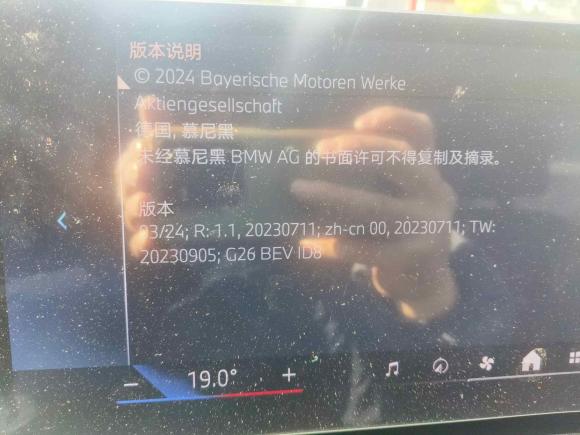 版本说明
© 2024 Bayerische Motoren Werke
Aktiengesellschaft
德国, 慕尼黑
未经慕尼黑 BMW AG 的书面许可不得复制及摘录。
版本
03/24; R: 1.1, 20230711; zh-cn 00, 20230711; TW:
20230905; G26 BEV ID8
− 19.0° +